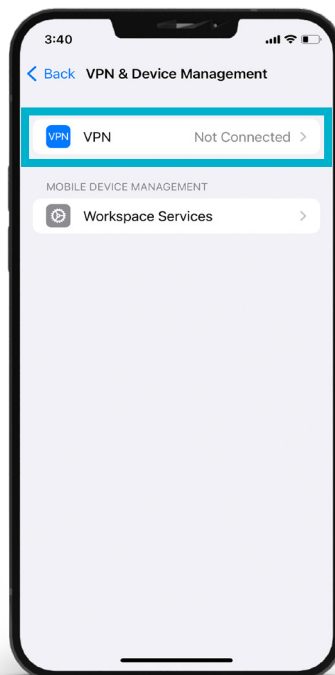 3:40
Back VPN & Device Management
VPN VPN Not Connected
MOBILE DEVICE MANAGEMENT
Workspace Services